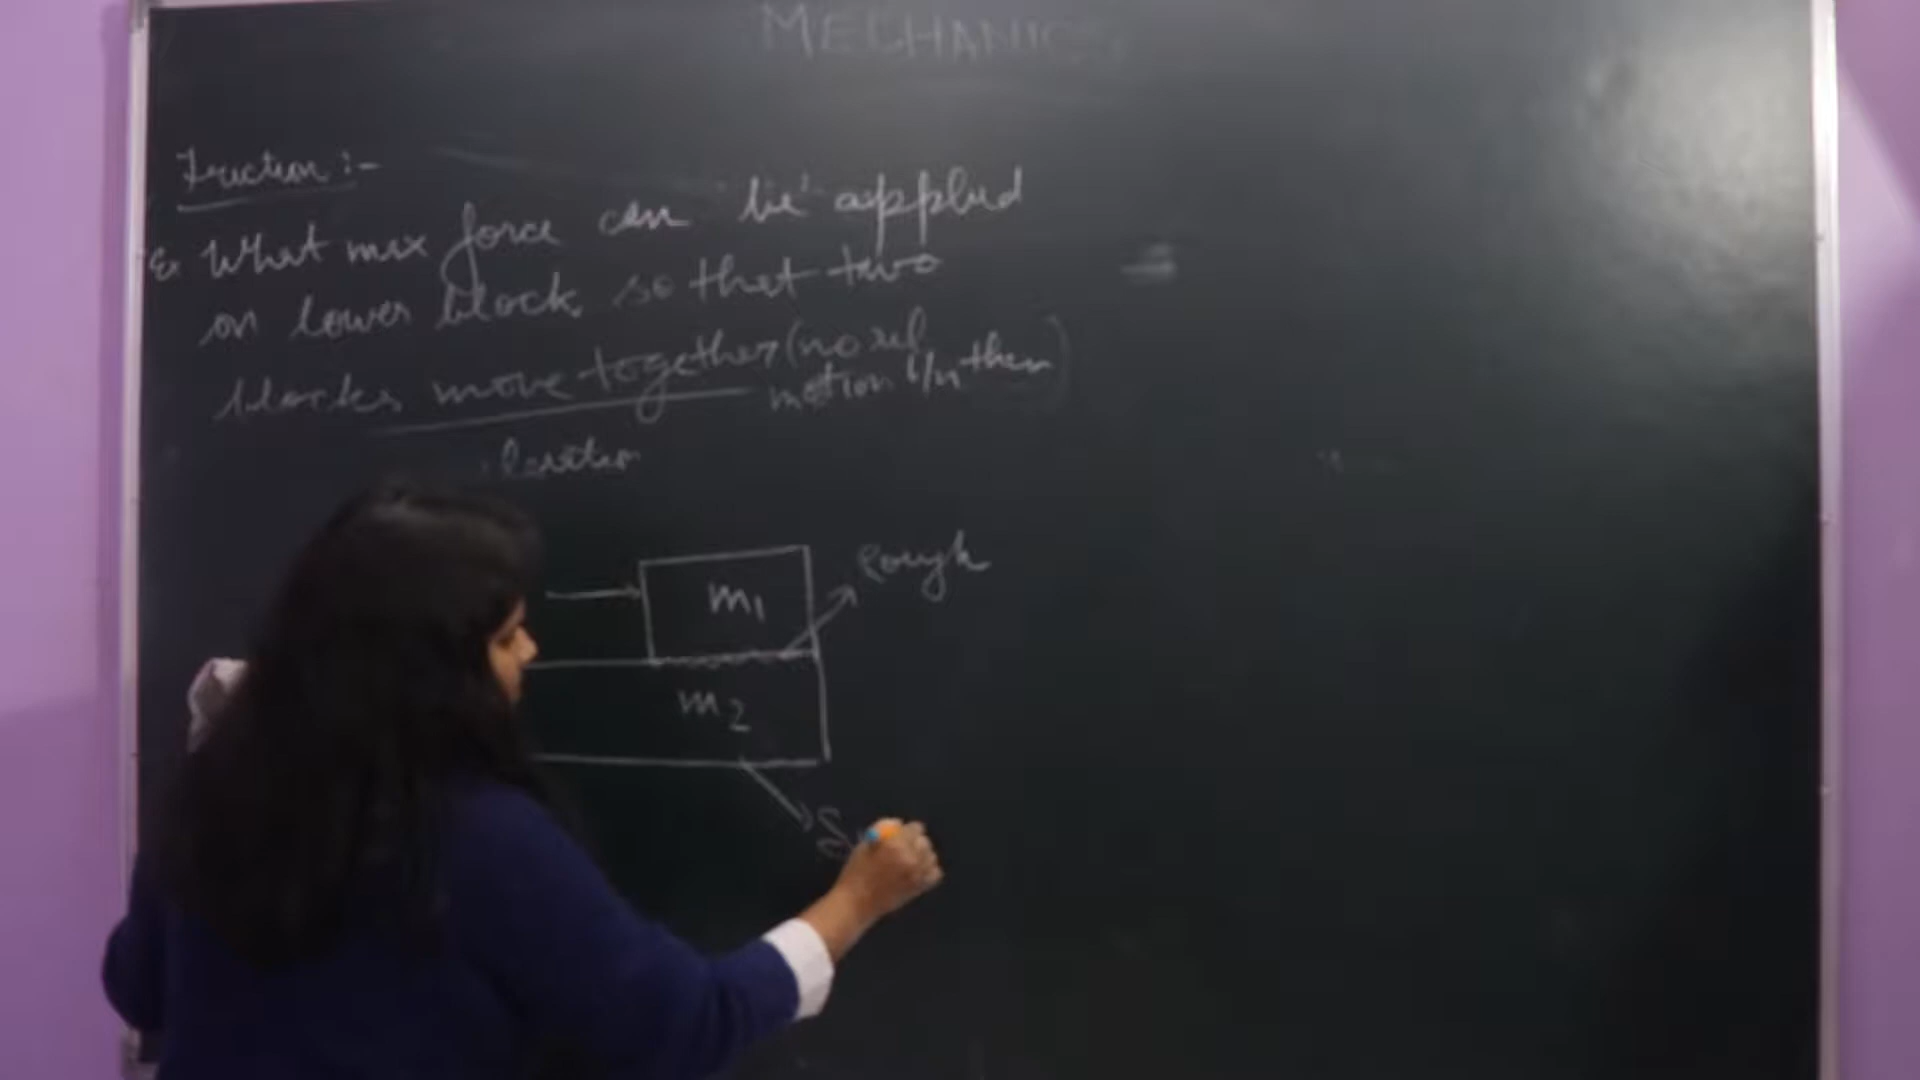 MECHANICS
Friction :-
Q. What max force can be applied
on lower block so that two
blocks move together (no rel
motion b/n them)
m1
rough
m2
S